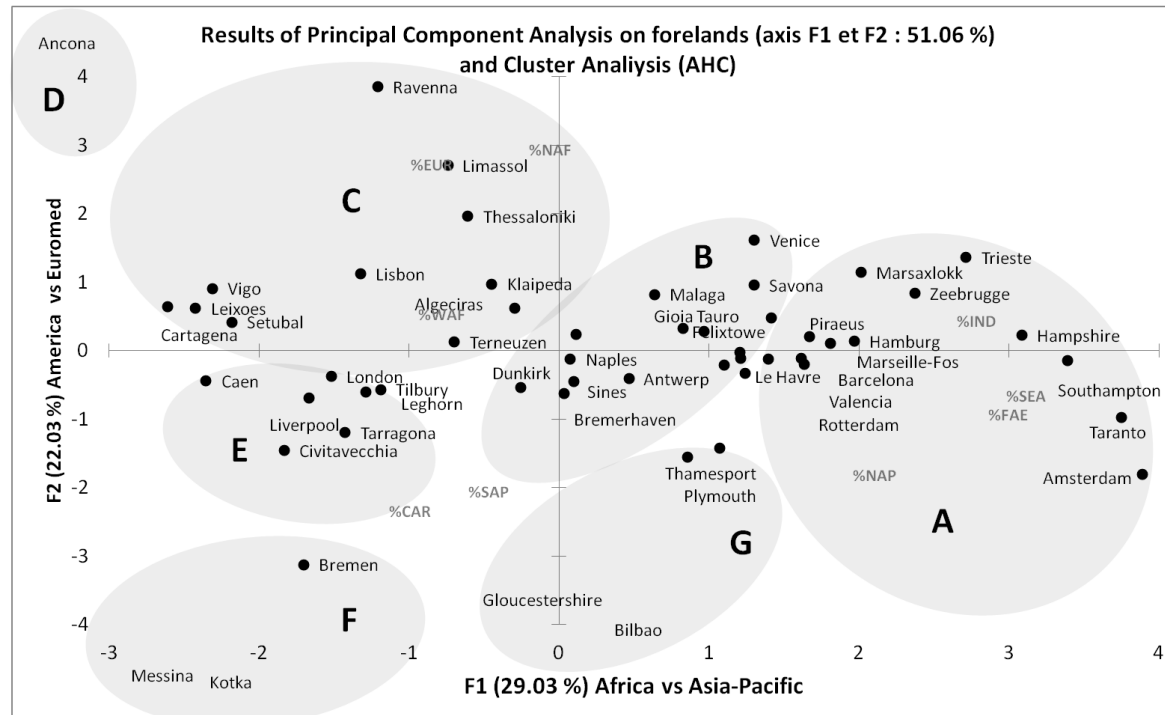 Results of Principal Component Analysis on forelands (axis F1 et F2 : 51.06 %)
and Cluster Analiysis (AHC)
Ancona
D
4
Ravenna
3
%NAF
%EUR
Limassol
C
2
Thessaloniki
Venice
B
Trieste
Marsaxlokk
Lisbon
1
Klaipeda
Savona
Vigo
Malaga
Zeebrugge
Algeciras
Leixoes
%WAF
Gioia Tauro
%IND
Setubal
Felixtowe
Piraeus
Cartagena
Terneuzen
Hampshire
0
Hamburg
Naples
Marseille-Fos
Dunkirk
London
Le Havre
Caen
Antwerp
Barcelona
Tilbury
Sines
Southampton
Leghorn
%SEA
Valencia
%FAE
-1
Liverpool
Bremerhaven
Rotterdam
Tarragona
Taranto
E
Civitavecchia
Thamesport
%NAP
Amsterdam
-2
%SAP
Plymouth
%CAR
A
G
-3
Bremen
Gloucestershire
F
-4
Bilbao
-3
-2
-1
0
1
2
3
4
Messina
Kotka
F1 (29.03 %) Africa vs Asia-Pacific
F2 (22.03 %) America vs Euromed